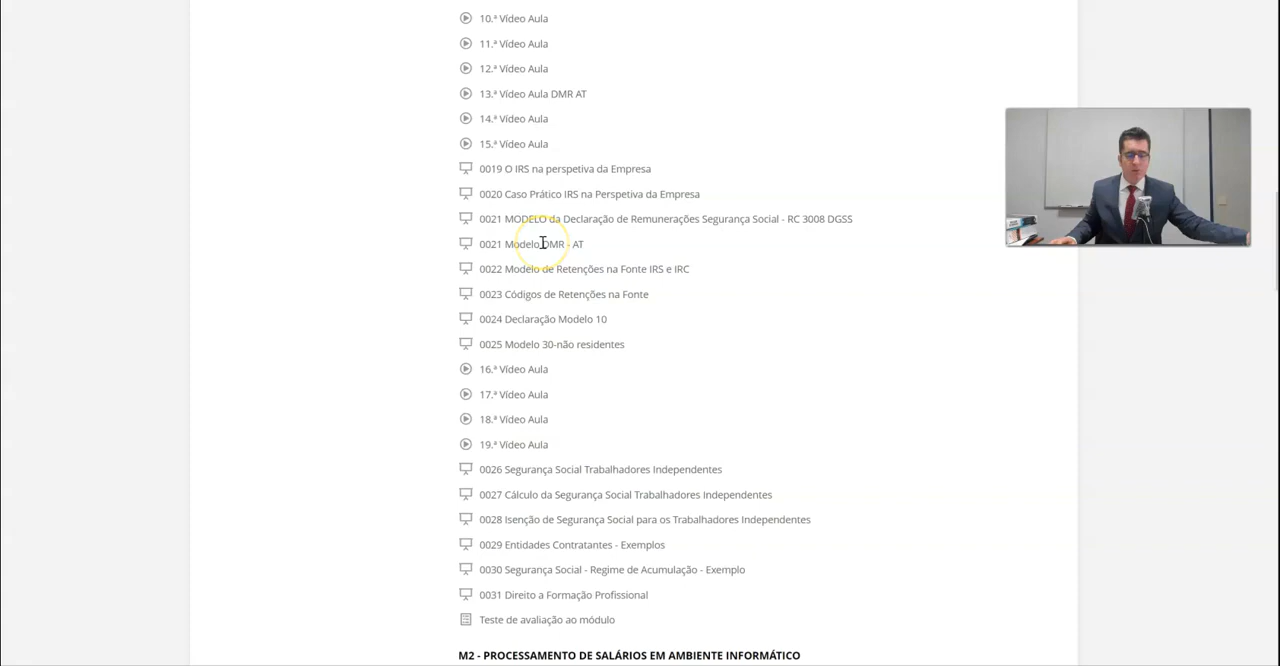 10.ª Vídeo Aula
11.ª Vídeo Aula
12.ª Vídeo Aula
13.ª Vídeo Aula DMR AT
14.ª Vídeo Aula
15.ª Vídeo Aula
0019 O IRS na perspetiva da Empresa
0020 Caso Prático IRS na Perspetiva da Empresa
0021 MODELO da Declaração de Remunerações Segurança Social - RC 3008 DGSS
0021 Modelo DMR - AT
0022 Modelo de Retenções na Fonte IRS e IRC
0023 Códigos de Retenções na Fonte
0024 Declaração Modelo 10
0025 Modelo 30-não residentes
16.ª Vídeo Aula
17.ª Vídeo Aula
18.ª Vídeo Aula
19.ª Vídeo Aula
0026 Segurança Social Trabalhadores Independentes
0027 Cálculo da Segurança Social Trabalhadores Independentes
0028 Isenção de Segurança Social para os Trabalhadores Independentes
0029 Entidades Contratantes - Exemplos
0030 Segurança Social - Regime de Acumulação - Exemplo
0031 Direito a Formação Profissional
Teste de avaliação ao módulo
M2 - PROCESSAMENTO DE SALÁRIOS EM AMBIENTE INFORMÁTICO